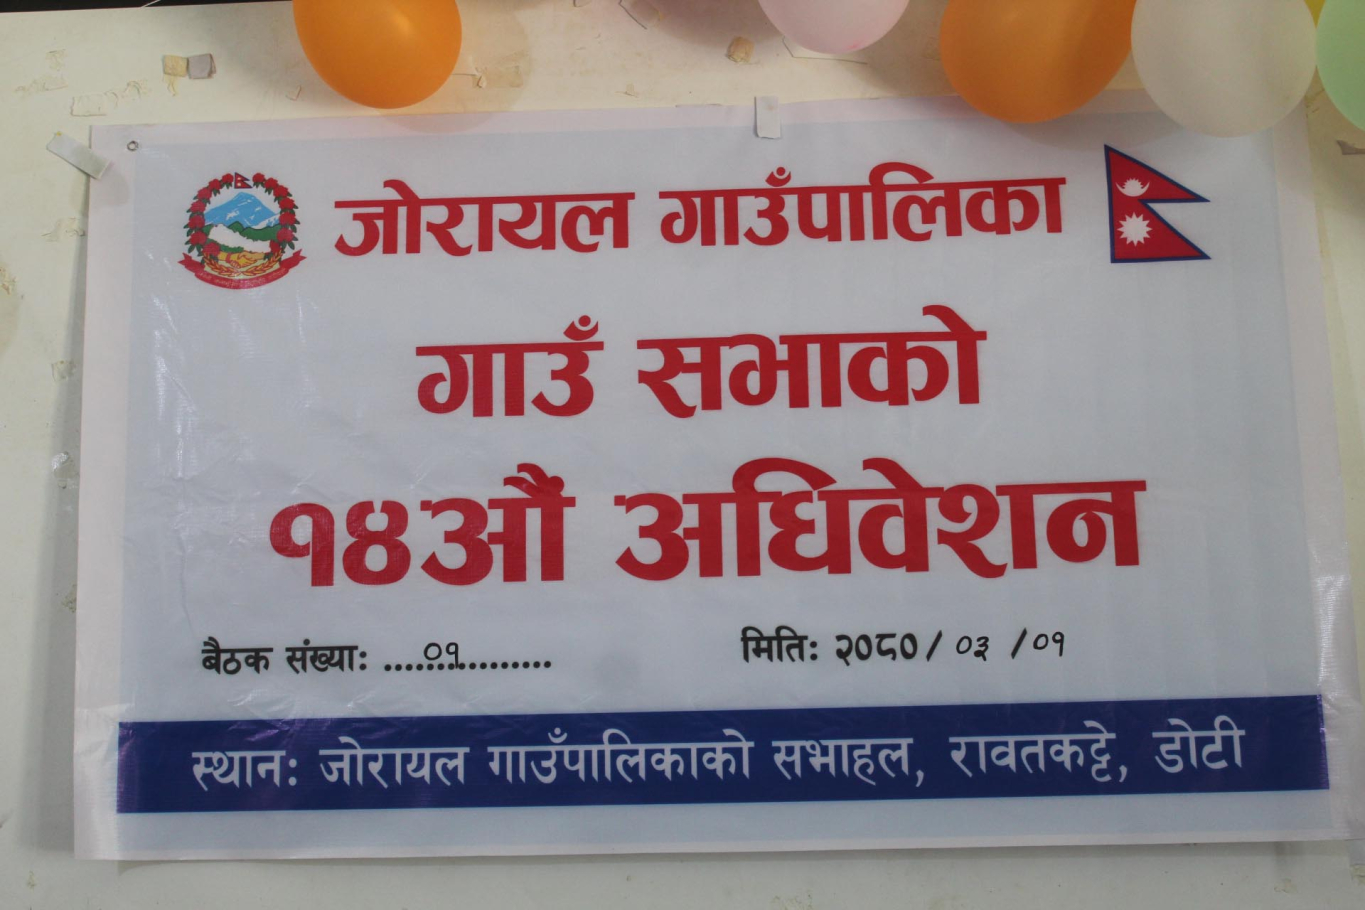 जोरायल गाउँपालिका
गाउँ सभाको
१४औं अधिवेशन
बैठक संख्या: ....०१............ मिति: २०८०/ ०३ /०१
स्थान: जोरायल गाउँपालिकाको सभाहल, रावतकट्टे, डोटी